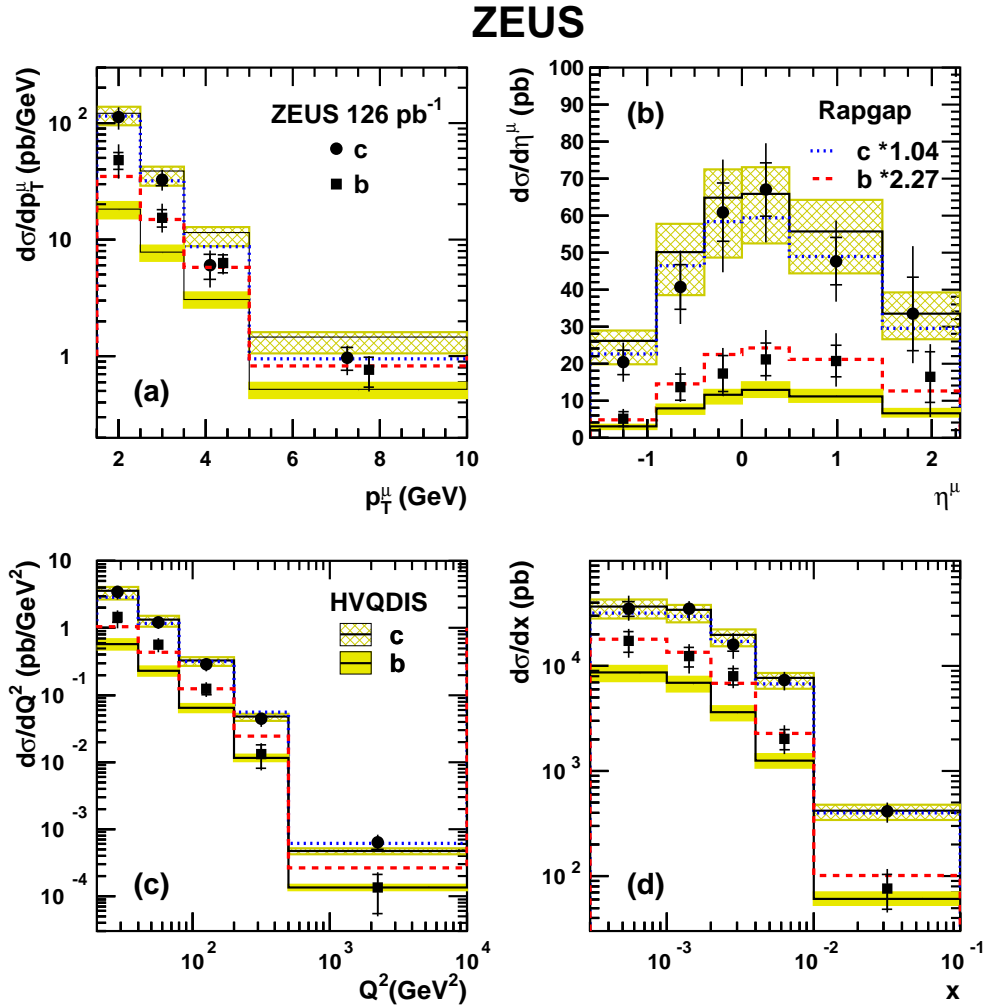 ZEUS
dσ/dp_T^μ (pb/GeV)
10^2
10
1
ZEUS 126 pb^-1
c
b
(a)
2 4 6 8 10
p_T^μ (GeV)
dσ/dη^μ (pb)
100
90
80
70
60
50
40
30
20
10
0
(b)
Rapgap
c *1.04
b *2.27
-1 0 1 2
η^μ
dσ/dQ^2 (pb/GeV^2)
10
1
10^-1
10^-2
10^-3
10^-4
HVQDIS
c
b
(c)
10^2 10^3 10^4
Q^2(GeV^2)
dσ/dx (pb)
10^4
10^3
10^2
(d)
10^-3 10^-2 10^-1
x